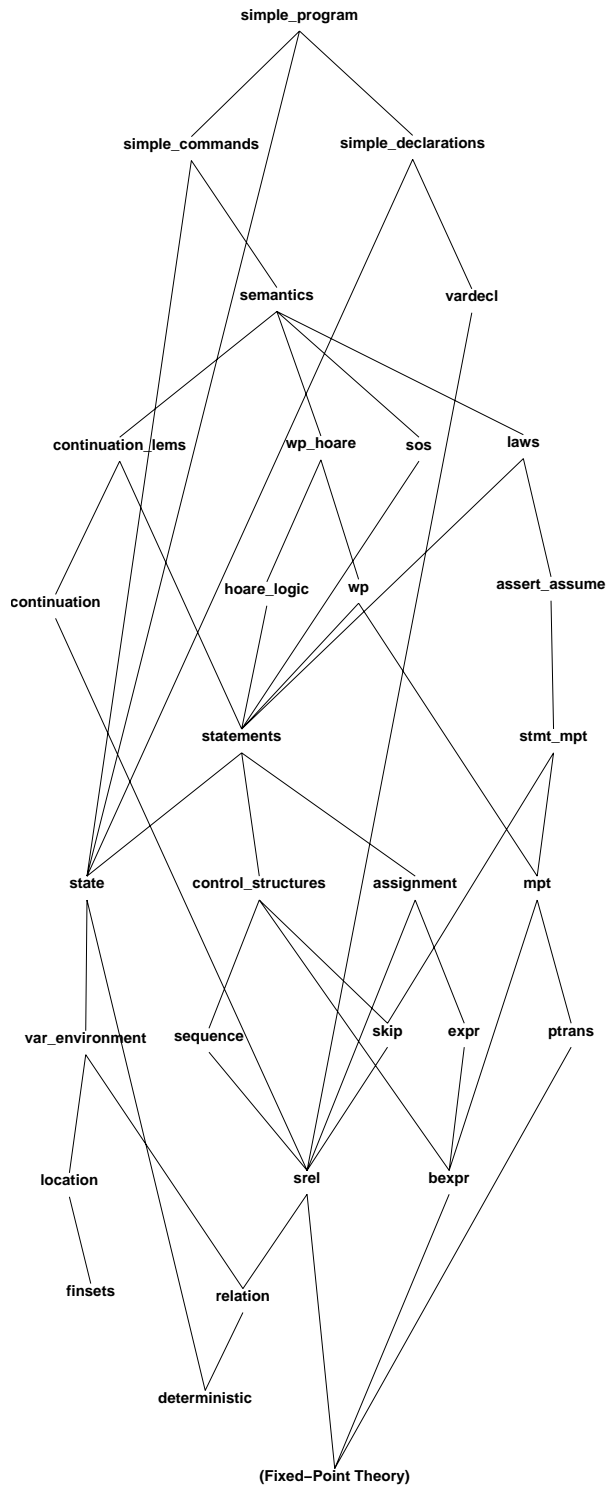 simple_program
simple_commands
simple_declarations
semantics
vardecl
continuation_lems
wp_hoare
sos
laws
continuation
hoare_logic
wp
assert_assume
statements
stmt_mpt
state
control_structures
assignment
mpt
var_environment
sequence
skip
expr
ptrans
location
srel
bexpr
finsets
relation
deterministic
(Fixed−Point Theory)